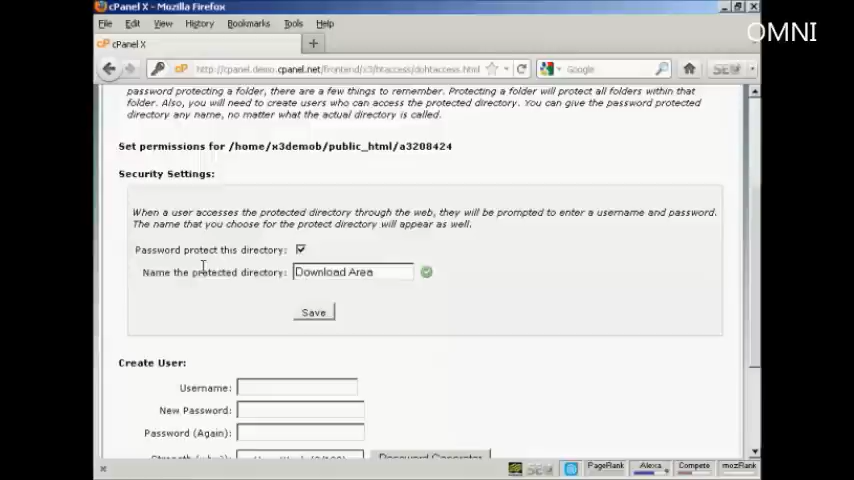 cPanel X - Mozilla Firefox
File Edit View History Bookmarks Tools Help
OMNI
cPanel X
http://cpanel.demo.cpanel.net/frontend/x3/htaccess/dohtaccess.html
Google
password protecting a folder, there are a few things to remember. Protecting a folder will protect all folders within that
folder. Also, you will need to create users who can access the protected directory. You can give the password protected
directory any name, no matter what the actual directory is called.
Set permissions for /home/x3demob/public_html/a3208424
Security Settings:
When a user accesses the protected directory through the web, they will be prompted to enter a username and password.
The name that you choose for the protect directory will appear as well.
Password protect this directory:
Name the protected directory: Download Area
Save
Create User:
Username:
New Password:
Password (Again):
Password Generator
PageRank Alexa Compete mozRank